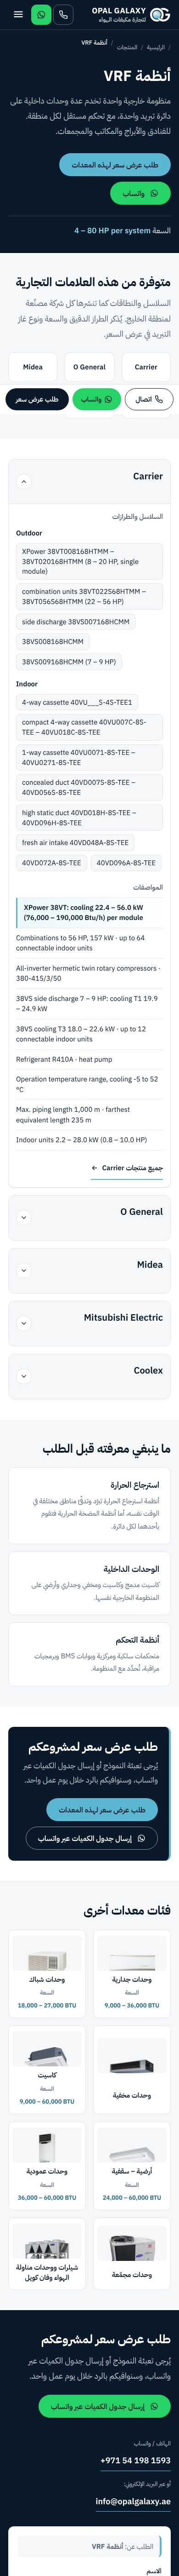 OPAL GALAXY
لتجارة مكيفات الهواء
الرئيسية / المنتجات / أنظمة VRF
أنظمة VRF
منظومة خارجية واحدة تخدم عدة وحدات داخلية على
خطوط تبريد متفرعة، مع تحكم مستقل لكل منطقة.
للفنادق والأبراج والمكاتب والمجمعات.
طلب عرض سعر لهذه المعدات
واتساب
السعة 4 – 80 HP per system
متوفرة من هذه العلامات التجارية
السلاسل والنطاقات كما تنشرها كل شركة مصنّعة
لمنطقة الخليج. يُذكر الطراز الدقيق والسعة ونوع غاز
التبريد في عرض السعر.
Carrier
O General
Midea
اتصال
واتساب
طلب عرض سعر
Carrier
السلاسل والطرازات
Outdoor
XPower 38VT008168HTMM –
38VT020168HTMM (8 – 20 HP, single
module)
combination units 38VT022S68HTMM –
38VT056S68HTMM (22 – 56 HP)
side discharge 38VS007168HCMM
38VS008168HCMM
38VS009168HCMM (7 – 9 HP)
Indoor
4-way cassette 40VU___S-4S-TEE1
compact 4-way cassette 40VU007C-8S-
TEE – 40VU018C-8S-TEE
1-way cassette 40VU0071-8S-TEE –
40VU0271-8S-TEE
concealed duct 40VD007S-8S-TEE –
40VD056S-8S-TEE
high static duct 40VD018H-8S-TEE –
40VD096H-8S-TEE
fresh air intake 40VD048A-8S-TEE
40VD072A-8S-TEE
40VD096A-8S-TEE
المواصفات
XPower 38VT: cooling 22.4 – 56.0 kW
(76,000 – 190,000 Btu/h) per module
Combinations to 56 HP, 157 kW · up to 64
connectable indoor units
All-inverter hermetic twin rotary compressors ·
380-415/3/50
38VS side discharge 7 – 9 HP: cooling T1 19.9
– 24.9 kW
38VS cooling T3 18.0 – 22.6 kW · up to 12
connectable indoor units
Refrigerant R410A · heat pump
Operation temperature range, cooling -5 to 52
°C
Max. piping length 1,000 m · farthest
equivalent length 235 m
Indoor units 2.2 – 28.0 kW (0.8 – 10.0 HP)
جميع منتجات Carrier ←
O General
Midea
Mitsubishi Electric
Coolex
ما ينبغي معرفته قبل الطلب
استرجاع الحرارة
أنظمة استرجاع الحرارة تبرّد وتدفّئ مناطق مختلفة في
الوقت نفسه، أما أنظمة المضخة الحرارية فتقوم
بأحدهما لكل دائرة.
الوحدات الداخلية
كاسيت مدمج وكاسيت ومخفي وجداري وأرضي على
المنظومة الخارجية نفسها.
أنظمة التحكم
متحكمات سلكية ومركزية وبوابات BMS وبرمجيات
مراقبة، تُحدَّد مع المنظومة.
طلب عرض سعر لمشروعكم
يُرجى تعبئة النموذج أو إرسال جدول الكميات عبر
واتساب، وسنوافيكم بالرد خلال يوم عمل واحد.
طلب عرض سعر لهذه المعدات
إرسال جدول الكميات عبر واتساب
فئات معدات أخرى
وحدات جدارية
السعة
9,000 – 36,000 BTU
وحدات شباك
السعة
18,000 – 27,000 BTU
وحدات مخفية
كاسيت
السعة
9,000 – 60,000 BTU
أرضية – سقفية
السعة
24,000 – 60,000 BTU
وحدات عمودية
السعة
36,000 – 60,000 BTU
وحدات مجمّعة
شيلرات ووحدات مناولة
الهواء وفان كويل
طلب عرض سعر لمشروعكم
يُرجى تعبئة النموذج أو إرسال جدول الكميات عبر
واتساب، وسنوافيكم بالرد خلال يوم عمل واحد.
إرسال جدول الكميات عبر واتساب
الهاتف / واتساب
+971 54 198 1593
أو عبر البريد الإلكتروني:
info@opalgalaxy.ae
الطلب عن: أنظمة VRF
الاسم